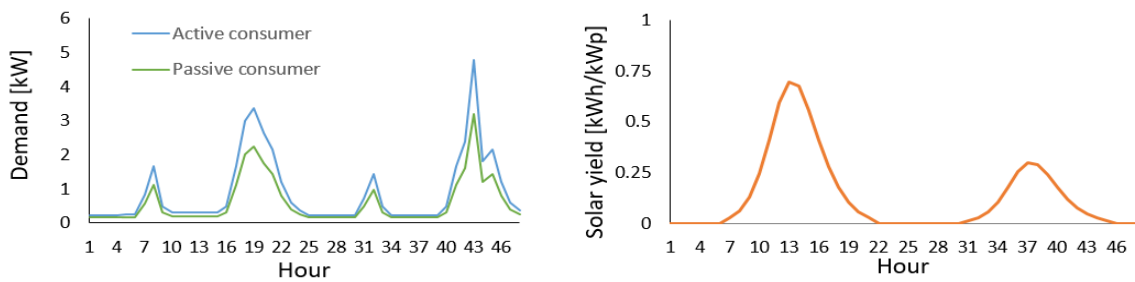 Demand [kW]
6
5
4
3
2
1
0
Active consumer
Passive consumer
1 4 7 10 13 16 19 22 25 28 31 34 37 40 43 46
Hour
Solar yield [kWh/kWp]
1
0.75
0.5
0.25
0
1 4 7 10 13 16 19 22 25 28 31 34 37 40 43 46
Hour